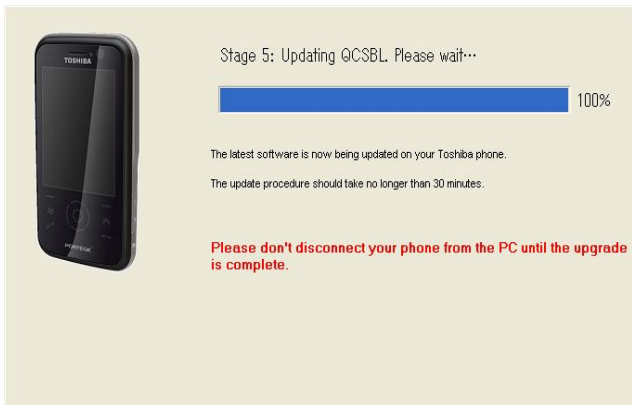 TOSHIBA
PORTÉGÉ
Stage 5: Updating QCSBL. Please wait···
100%
The latest software is now being updated on your Toshiba phone.
The update procedure should take no longer than 30 minutes.
Please don't disconnect your phone from the PC until the upgrade
is complete.